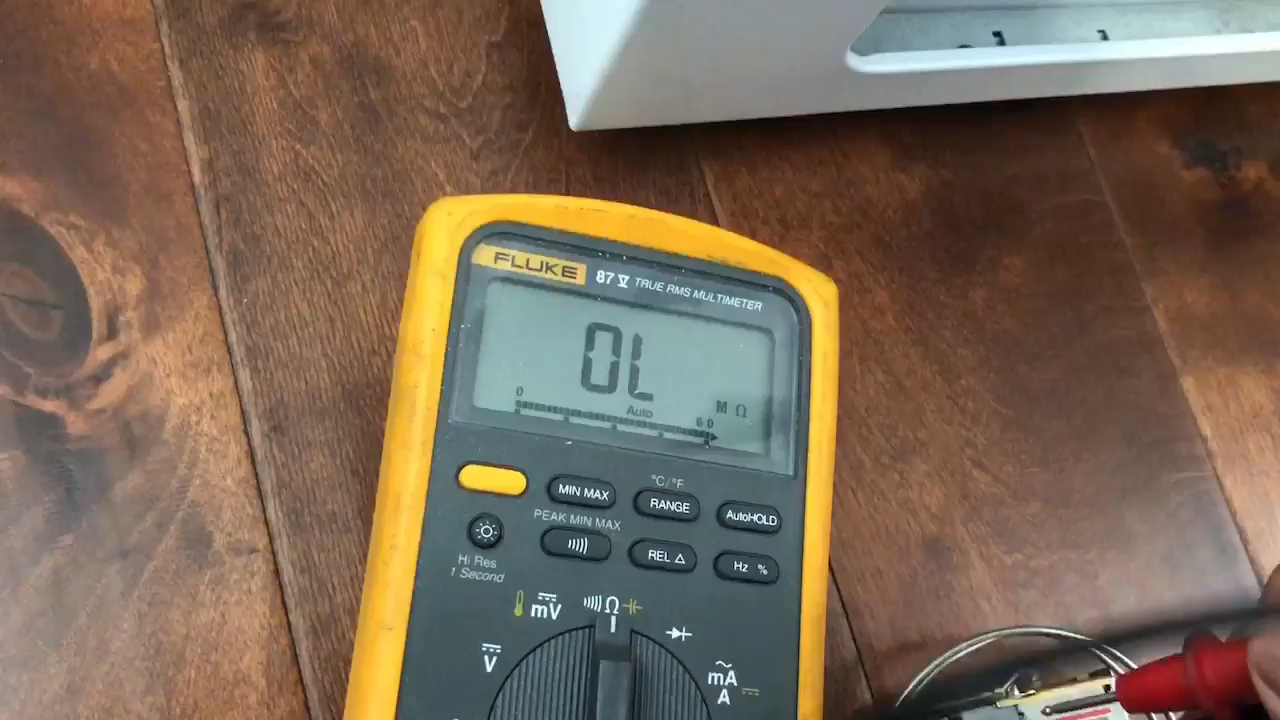 FLUKE 87 V TRUE RMS MULTIMETER
OL
0 Auto 60 MΩ
°C/°F
MIN MAX RANGE AutoHOLD
PEAK MIN MAX
REL △ Hz %
Hi Res
1 Second
mV Ω
V
mA
A